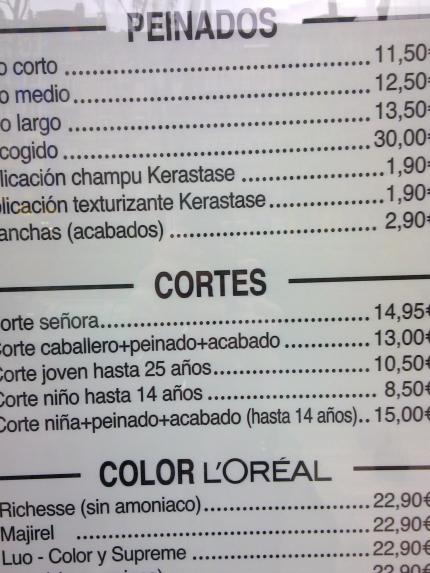 PEINADOS
o corto 11,50€
o medio 12,50€
o largo 13,50€
cogido 30,00€
licación champu Kerastase 1,90€
plicación texturizante Kerastase 1,90€
anchas (acabados) 2,90€
CORTES
orte señora 14,95€
Corte caballero+peinado+acabado 13,00€
Corte joven hasta 25 años 10,50€
Corte niño hasta 14 años 8,50€
Corte niña+peinado+acabado (hasta 14 años) 15,00€
COLOR L'ORÉAL
Richesse (sin amoniaco) 22,90€
Majirel 22,90€
Luo - Color y Supreme 22,90€
22,90€